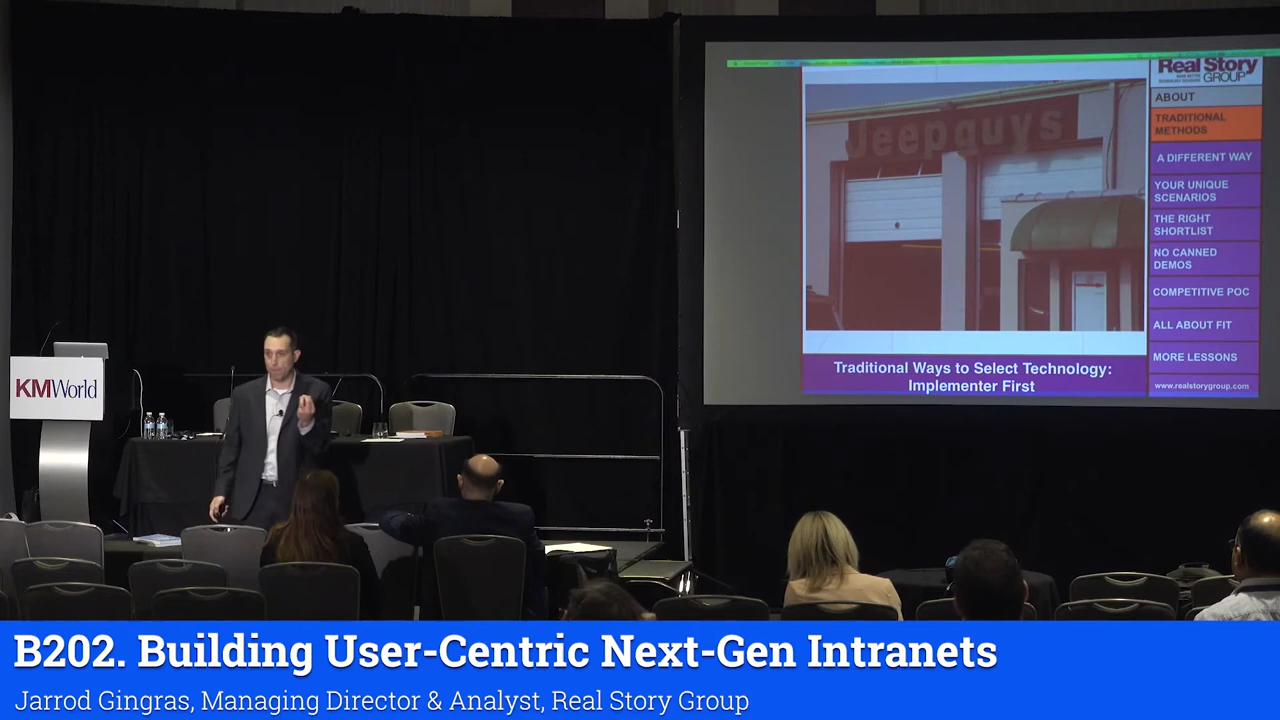 KMWorld
Jeepguys
Real Story
GROUP
ABOUT
TRADITIONAL
METHODS
A DIFFERENT WAY
YOUR UNIQUE
SCENARIOS
THE RIGHT
SHORTLIST
NO CANNED
DEMOS
COMPETITIVE POC
ALL ABOUT FIT
MORE LESSONS
www.realstorygroup.com
Traditional Ways to Select Technology:
Implementer First
B202. Building User-Centric Next-Gen Intranets
Jarrod Gingras, Managing Director & Analyst, Real Story Group